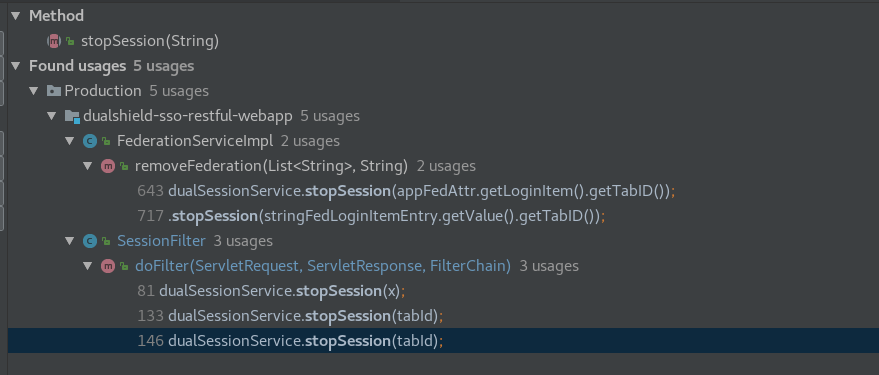 Method
stopSession(String)
Found usages 5 usages
Production 5 usages
dualshield-sso-restful-webapp 5 usages
FederationServiceImpl 2 usages
removeFederation(List<String>, String) 2 usages
643 dualSessionService.stopSession(appFedAttr.getLoginItem().getTabID());
717 .stopSession(stringFedLoginItemEntry.getValue().getTabID());
SessionFilter 3 usages
doFilter(ServletRequest, ServletResponse, FilterChain) 3 usages
81 dualSessionService.stopSession(x);
133 dualSessionService.stopSession(tabId);
146 dualSessionService.stopSession(tabId);